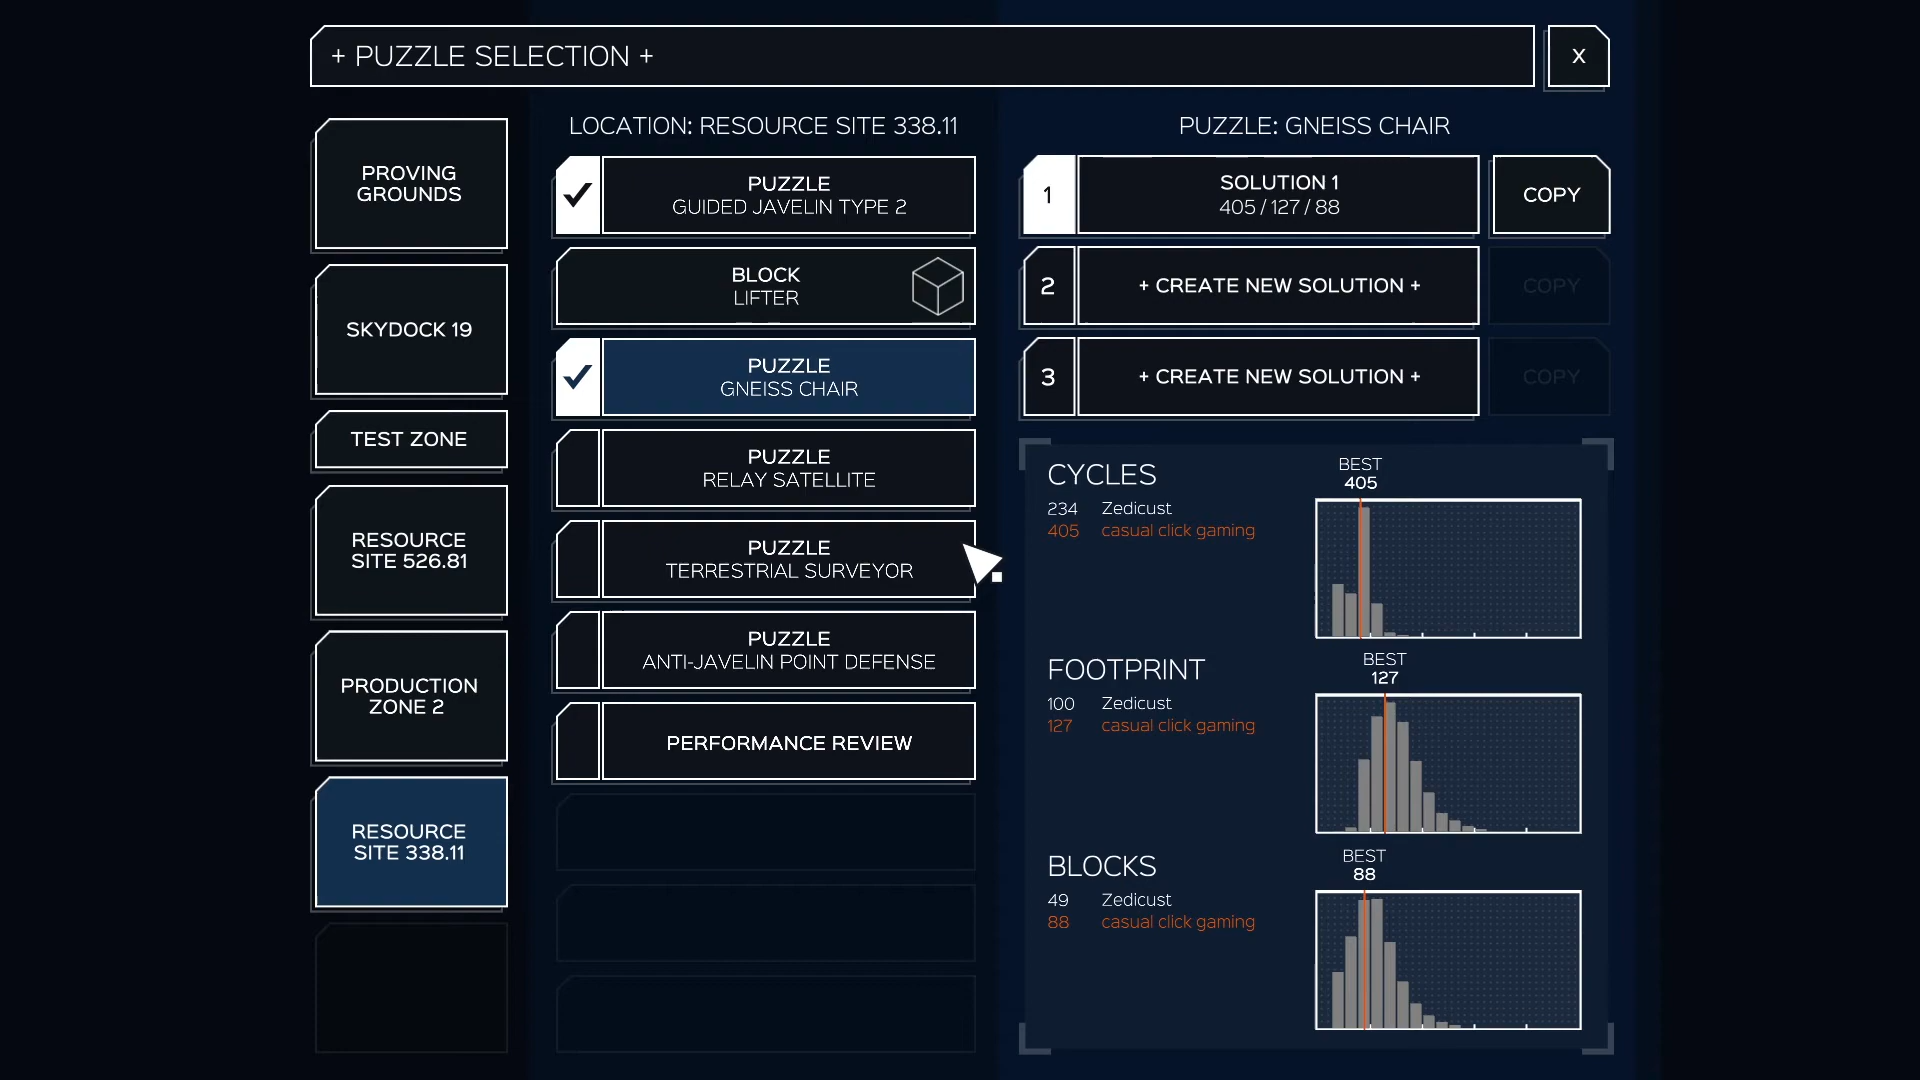 + PUZZLE SELECTION +
X
PROVING
GROUNDS
SKYDOCK 19
TEST ZONE
RESOURCE
SITE 526.81
PRODUCTION
ZONE 2
RESOURCE
SITE 338.11
LOCATION: RESOURCE SITE 338.11
PUZZLE
GUIDED JAVELIN TYPE 2
BLOCK
LIFTER
PUZZLE
GNEISS CHAIR
PUZZLE
RELAY SATELLITE
PUZZLE
TERRESTRIAL SURVEYOR
PUZZLE
ANTI-JAVELIN POINT DEFENSE
PERFORMANCE REVIEW
PUZZLE: GNEISS CHAIR
1
SOLUTION 1
405 / 127 / 88
COPY
2
+ CREATE NEW SOLUTION +
COPY
3
+ CREATE NEW SOLUTION +
COPY
CYCLES
234 Zedicust
405 casual click gaming
BEST
405
FOOTPRINT
100 Zedicust
127 casual click gaming
BEST
127
BLOCKS
49 Zedicust
88 casual click gaming
BEST
88